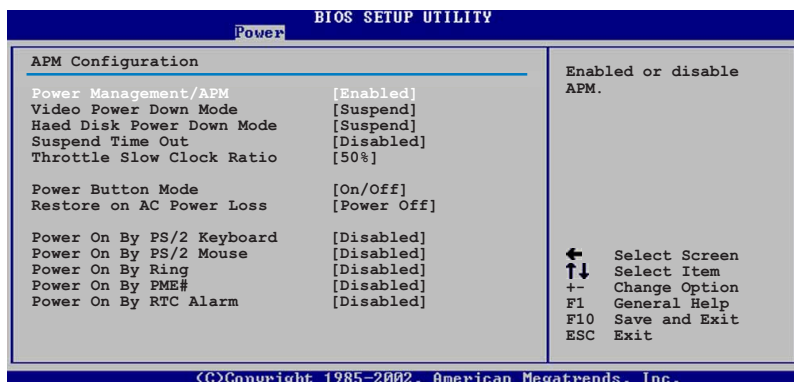 BIOS SETUP UTILITY
Power
APM Configuration
Power Management/APM [Enabled]
Video Power Down Mode [Suspend]
Haed Disk Power Down Mode [Suspend]
Suspend Time Out [Disabled]
Throttle Slow Clock Ratio [50%]
Power Button Mode [On/Off]
Restore on AC Power Loss [Power Off]
Power On By PS/2 Keyboard [Disabled]
Power On By PS/2 Mouse [Disabled]
Power On By Ring [Disabled]
Power On By PME# [Disabled]
Power On By RTC Alarm [Disabled]
Enabled or disable
APM.
← Select Screen
↑↓ Select Item
+- Change Option
F1 General Help
F10 Save and Exit
ESC Exit
(C)Copyright 1985-2002, American Megatrends, Inc.